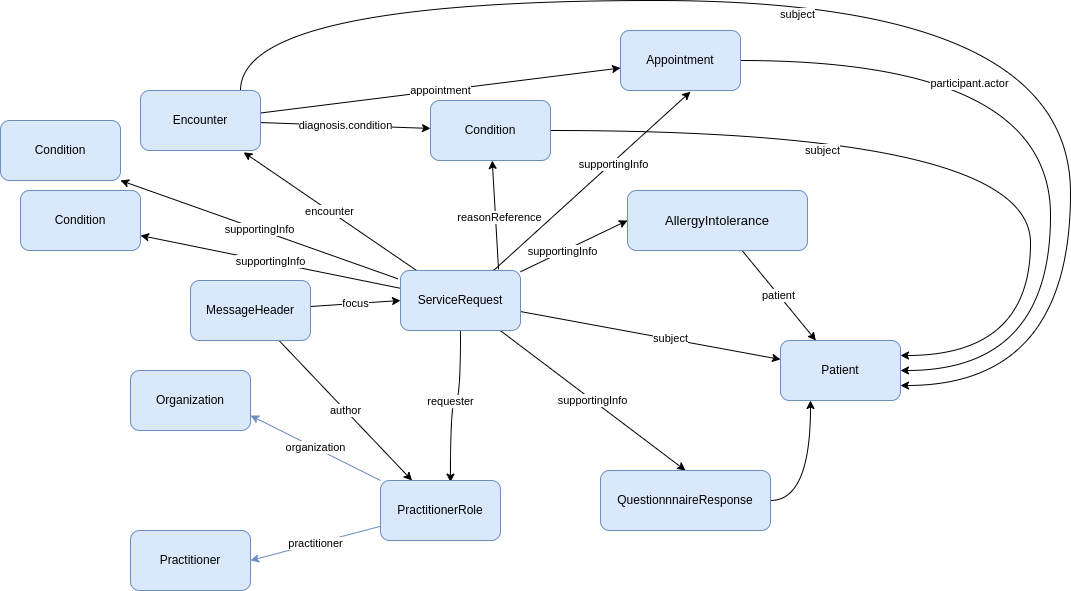 subject
Appointment
participant.actor
appointment
Encounter
diagnosis.condition
Condition
Condition
subject
supportingInfo
Condition
encounter
reasonReference
AllergyIntolerance
supportingInfo
supportingInfo
supportingInfo
patient
MessageHeader
focus
ServiceRequest
subject
Patient
Organization
author
requester
supportingInfo
organization
PractitionerRole
QuestionnnaireResponse
practitioner
Practitioner